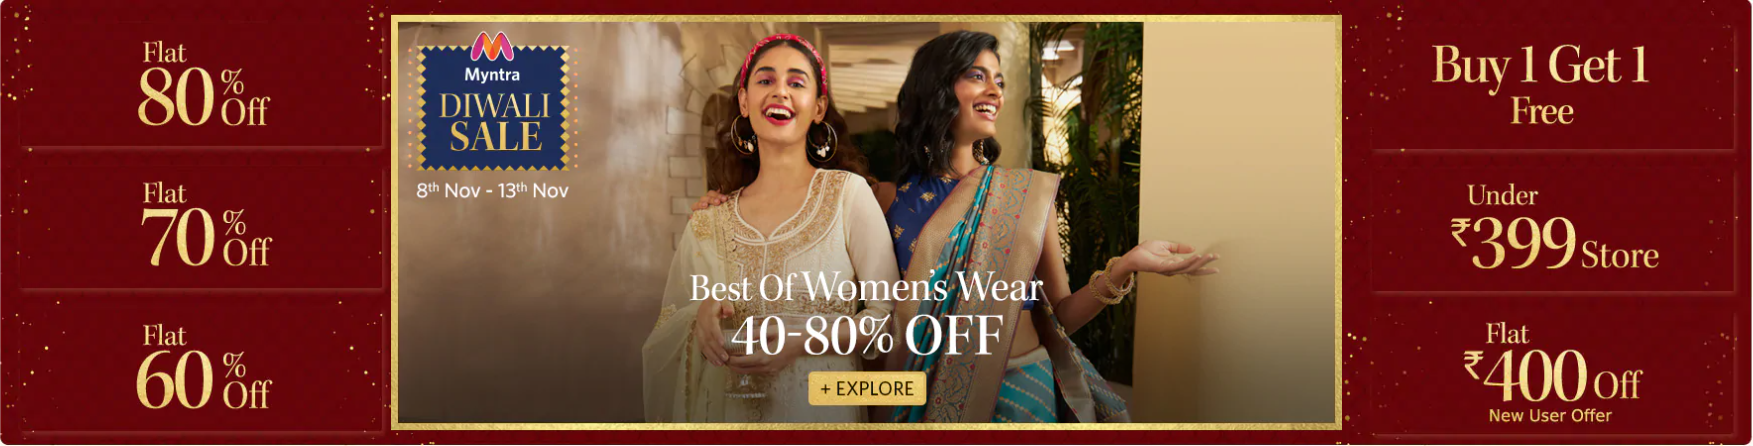 Flat
80% Off
Flat
70% Off
Flat
60% Off
Myntra
DIWALI
SALE
8th Nov - 13th Nov
Best Of Women's Wear
40-80% OFF
+ EXPLORE
Buy 1 Get 1
Free
Under
₹399 Store
Flat
₹400 Off
New User Offer